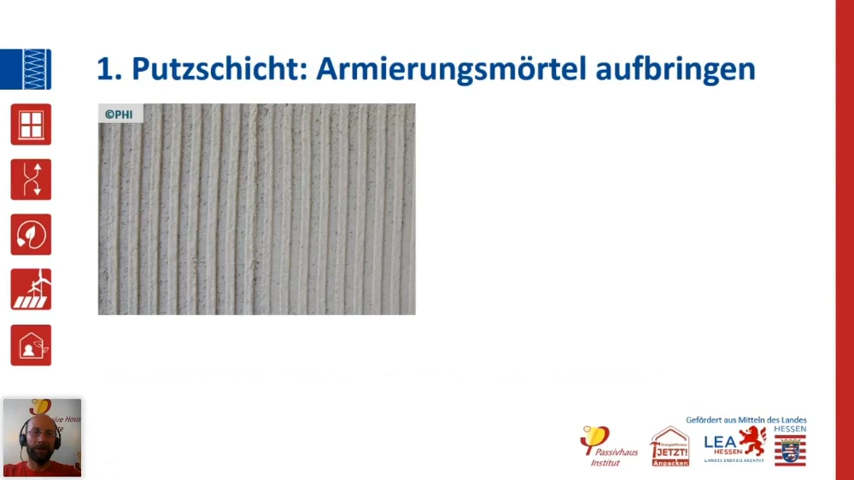 1. Putzschicht: Armierungsmörtel aufbringen
©PHI
Gefördert aus Mitteln des Landes
HESSEN
Passivhaus
Institut
JETZT!
Anpacken
LEA
HESSEN